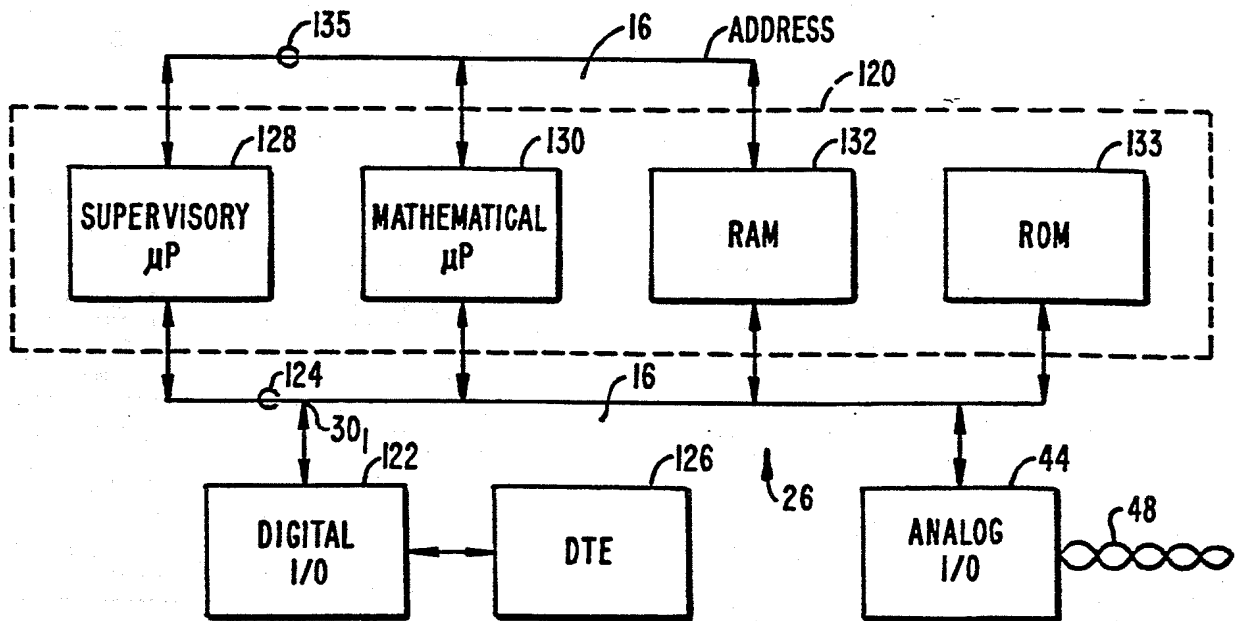 135
16
ADDRESS
120
128
130
132
133
SUPERVISORY
μP
MATHEMATICAL
μP
RAM
ROM
124
16
30₁
122
126
26
44
48
DIGITAL
I/O
DTE
ANALOG
I/O